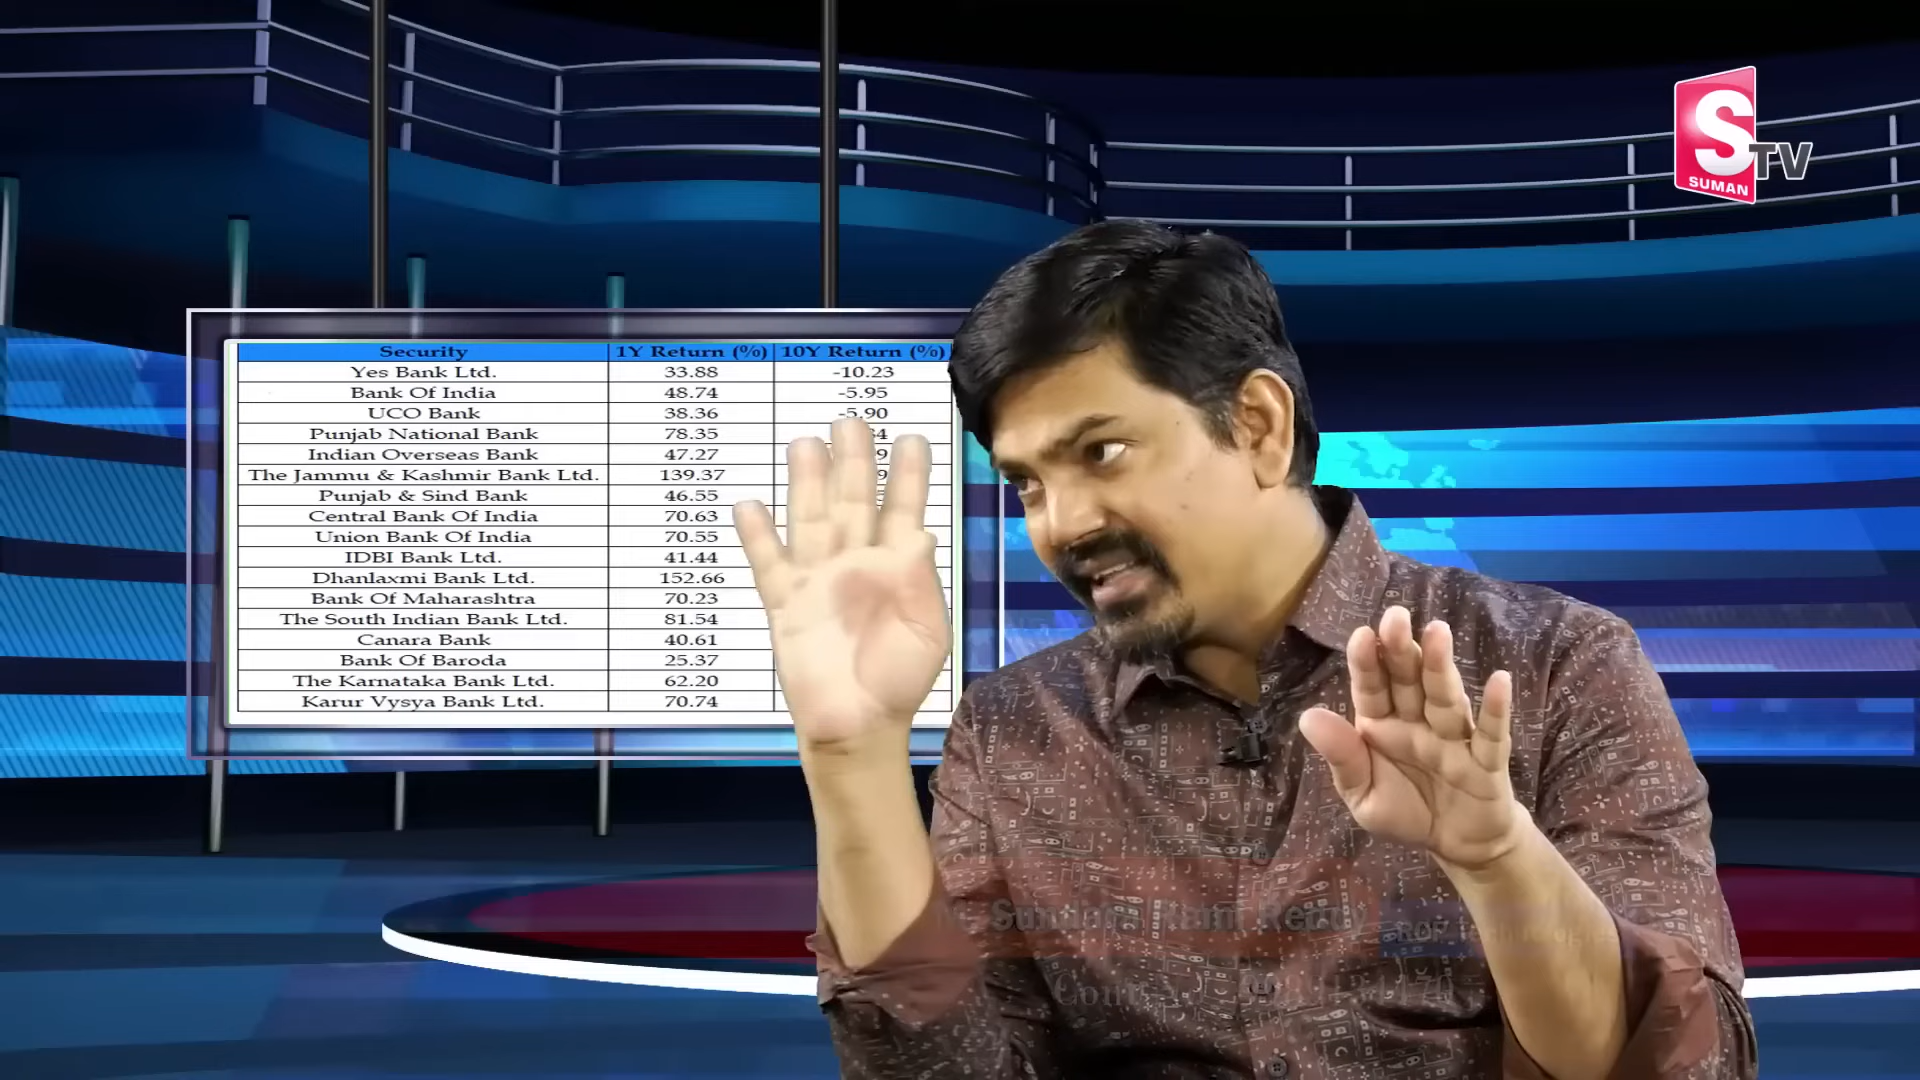 S
TV
SUMAN
Security 1Y Return (%) 10Y Return (%)
Yes Bank Ltd. 33.88 -10.23
Bank Of India 48.74 -5.95
UCO Bank 38.36 -5.90
Punjab National Bank 78.35
Indian Overseas Bank 47.27
The Jammu & Kashmir Bank Ltd. 139.37
Punjab & Sind Bank 46.55
Central Bank Of India 70.63
Union Bank Of India 70.55
IDBI Bank Ltd. 41.44
Dhanlaxmi Bank Ltd. 152.66
Bank Of Maharashtra 70.23
The South Indian Bank Ltd. 81.54
Canara Bank 40.61
Bank Of Baroda 25.37
The Karnataka Bank Ltd. 62.20
Karur Vysya Bank Ltd. 70.74
Rami Reddy